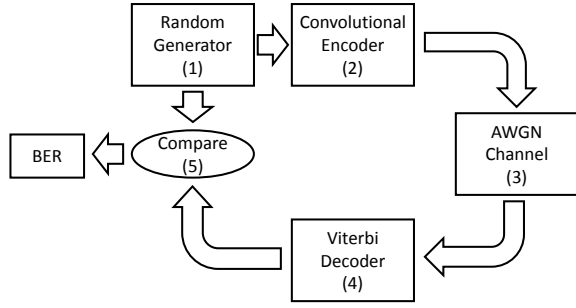 Random
Generator
(1)
Convolutional
Encoder
(2)
AWGN
Channel
(3)
Viterbi
Decoder
(4)
Compare
(5)
BER